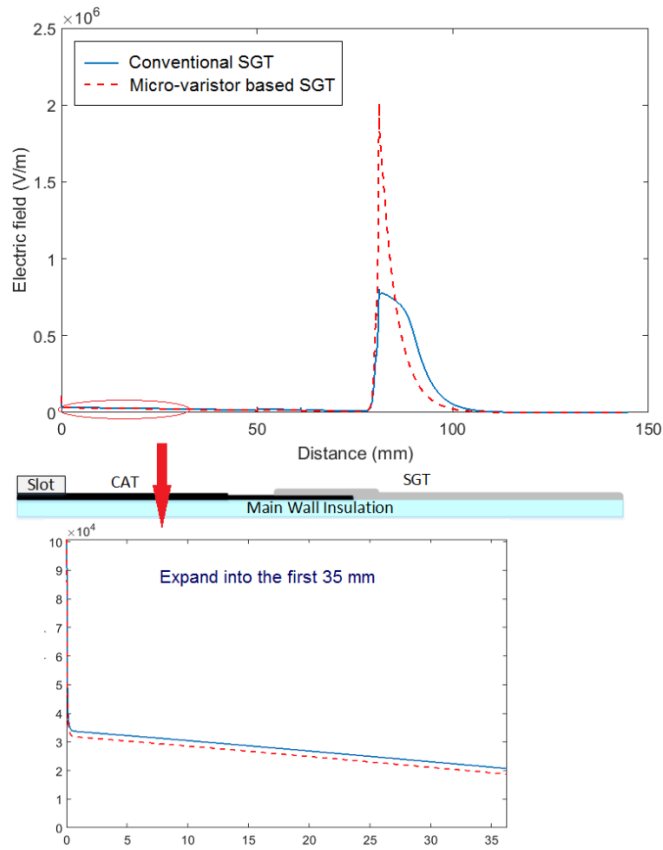 ×10⁶
2.5
Conventional SGT
Micro-varistor based SGT
2
1.5
1
0.5
0
Electric field (V/m)
0 50 100 150
Distance (mm)
Slot CAT SGT
Main Wall Insulation
×10⁴
10
Expand into the first 35 mm
9
8
7
6
5
4
3
2
1
0
0 5 10 15 20 25 30 35